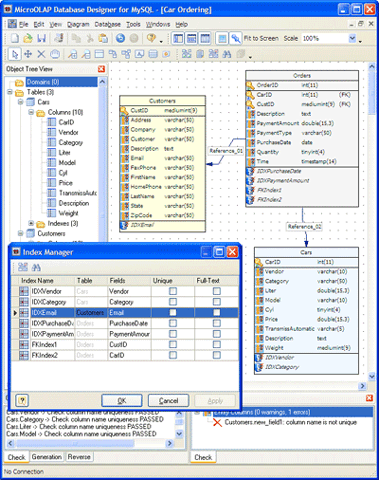 MicroOLAP Database Designer for MySQL - [Car Ordering]
File Edit View Diagram Database Tools Windows Help
Fit to Screen Scale 100%
Object Tree View
Domains (0)
Tables (3)
Cars
Columns (10)
CarID
Vendor
Category
Liter
Model
Cyl
Price
TransmissAuto
Description
Weight
Indexes (3)
Customers
Customers
CustID mediumint(9)
Address varchar(50)
Company varchar(50)
Customer varchar(50)
Description text
Email varchar(50)
FaxPhone varchar(50)
FirstName varchar(50)
HomePhone varchar(50)
LastName varchar(50)
State varchar(50)
ZipCode varchar(50)
IDXEmail
Reference_01
Orders
OrderID int(11)
CarID int(11) (FK)
CustID mediumint(9) (FK)
Description text
PaymentAmount double(15,3)
PaymentType varchar(50)
PurchaseDate date
Quantity tinyint(4)
Time timestamp(14)
IDXPurchaseDate
IDXPaymentAmount
FKIndex1
FKIndex2
Reference_02
Cars
CarID int(11)
Vendor varchar(10)
Category varchar(50)
Liter double(15,3)
Model varchar(50)
Cyl tinyint(4)
Price double(15,3)
TransmissAutomatic varchar(5)
Description text
Weight mediumint(9)
IDXVendor
IDXCategory
Index Manager
Index Name Table Fields Unique Full-Text
IDXVendor Cars Vendor
IDXCategory Cars Category
IDXEmail Customers Email
IDXPurchaseD Orders PurchaseDate
IDXPaymentAm Orders PaymentAmour
FKIndex1 Orders CustID
FKIndex2 Orders CarID
? OK Cancel Apply
Cars.Vendor -> Check column name uniqueness PASSED
Cars.Category -> Check column name uniqueness PASSED
Cars.Liter -> Check column name uniqueness PASSED
Cars.Model -> Check column name uniqueness PASSED
Check Generation Reverse
Entity Columns (0 warnings, 1 errors)
Customers.new_field1: column name is not unique
Check
No Connection